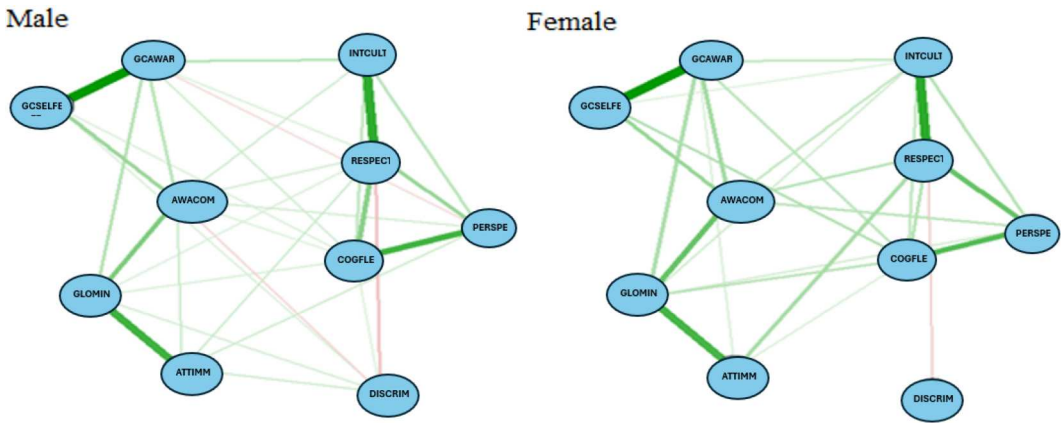 Male
Female
GCAWAR
INTCULT
GCSELFE
RESPECT
AWACOM
PERSPE
COGFLE
GLOMIN
ATTIMM
DISCRIM
GCAWAR
INTCULT
GCSELFE
RESPECT
AWACOM
PERSPE
COGFLE
GLOMIN
ATTIMM
DISCRIM